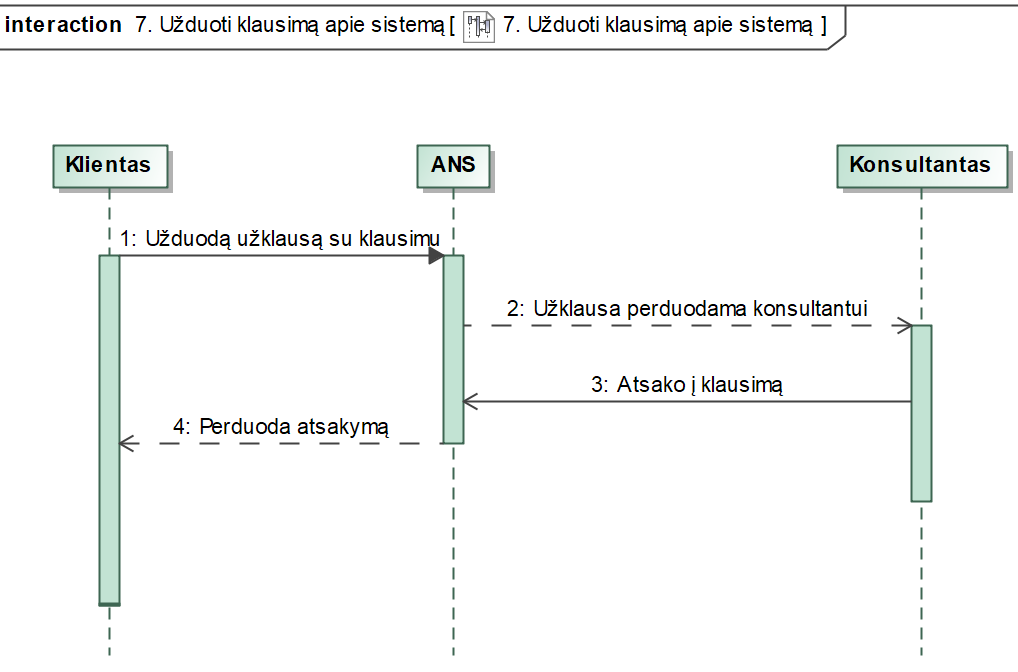 interaction 7. Užduoti klausimą apie sistemą [ 7. Užduoti klausimą apie sistemą ]
Klientas
ANS
Konsultantas
1: Užduodą užklausą su klausimu
2: Užklausa perduodama konsultantui
3: Atsako į klausimą
4: Perduoda atsakymą